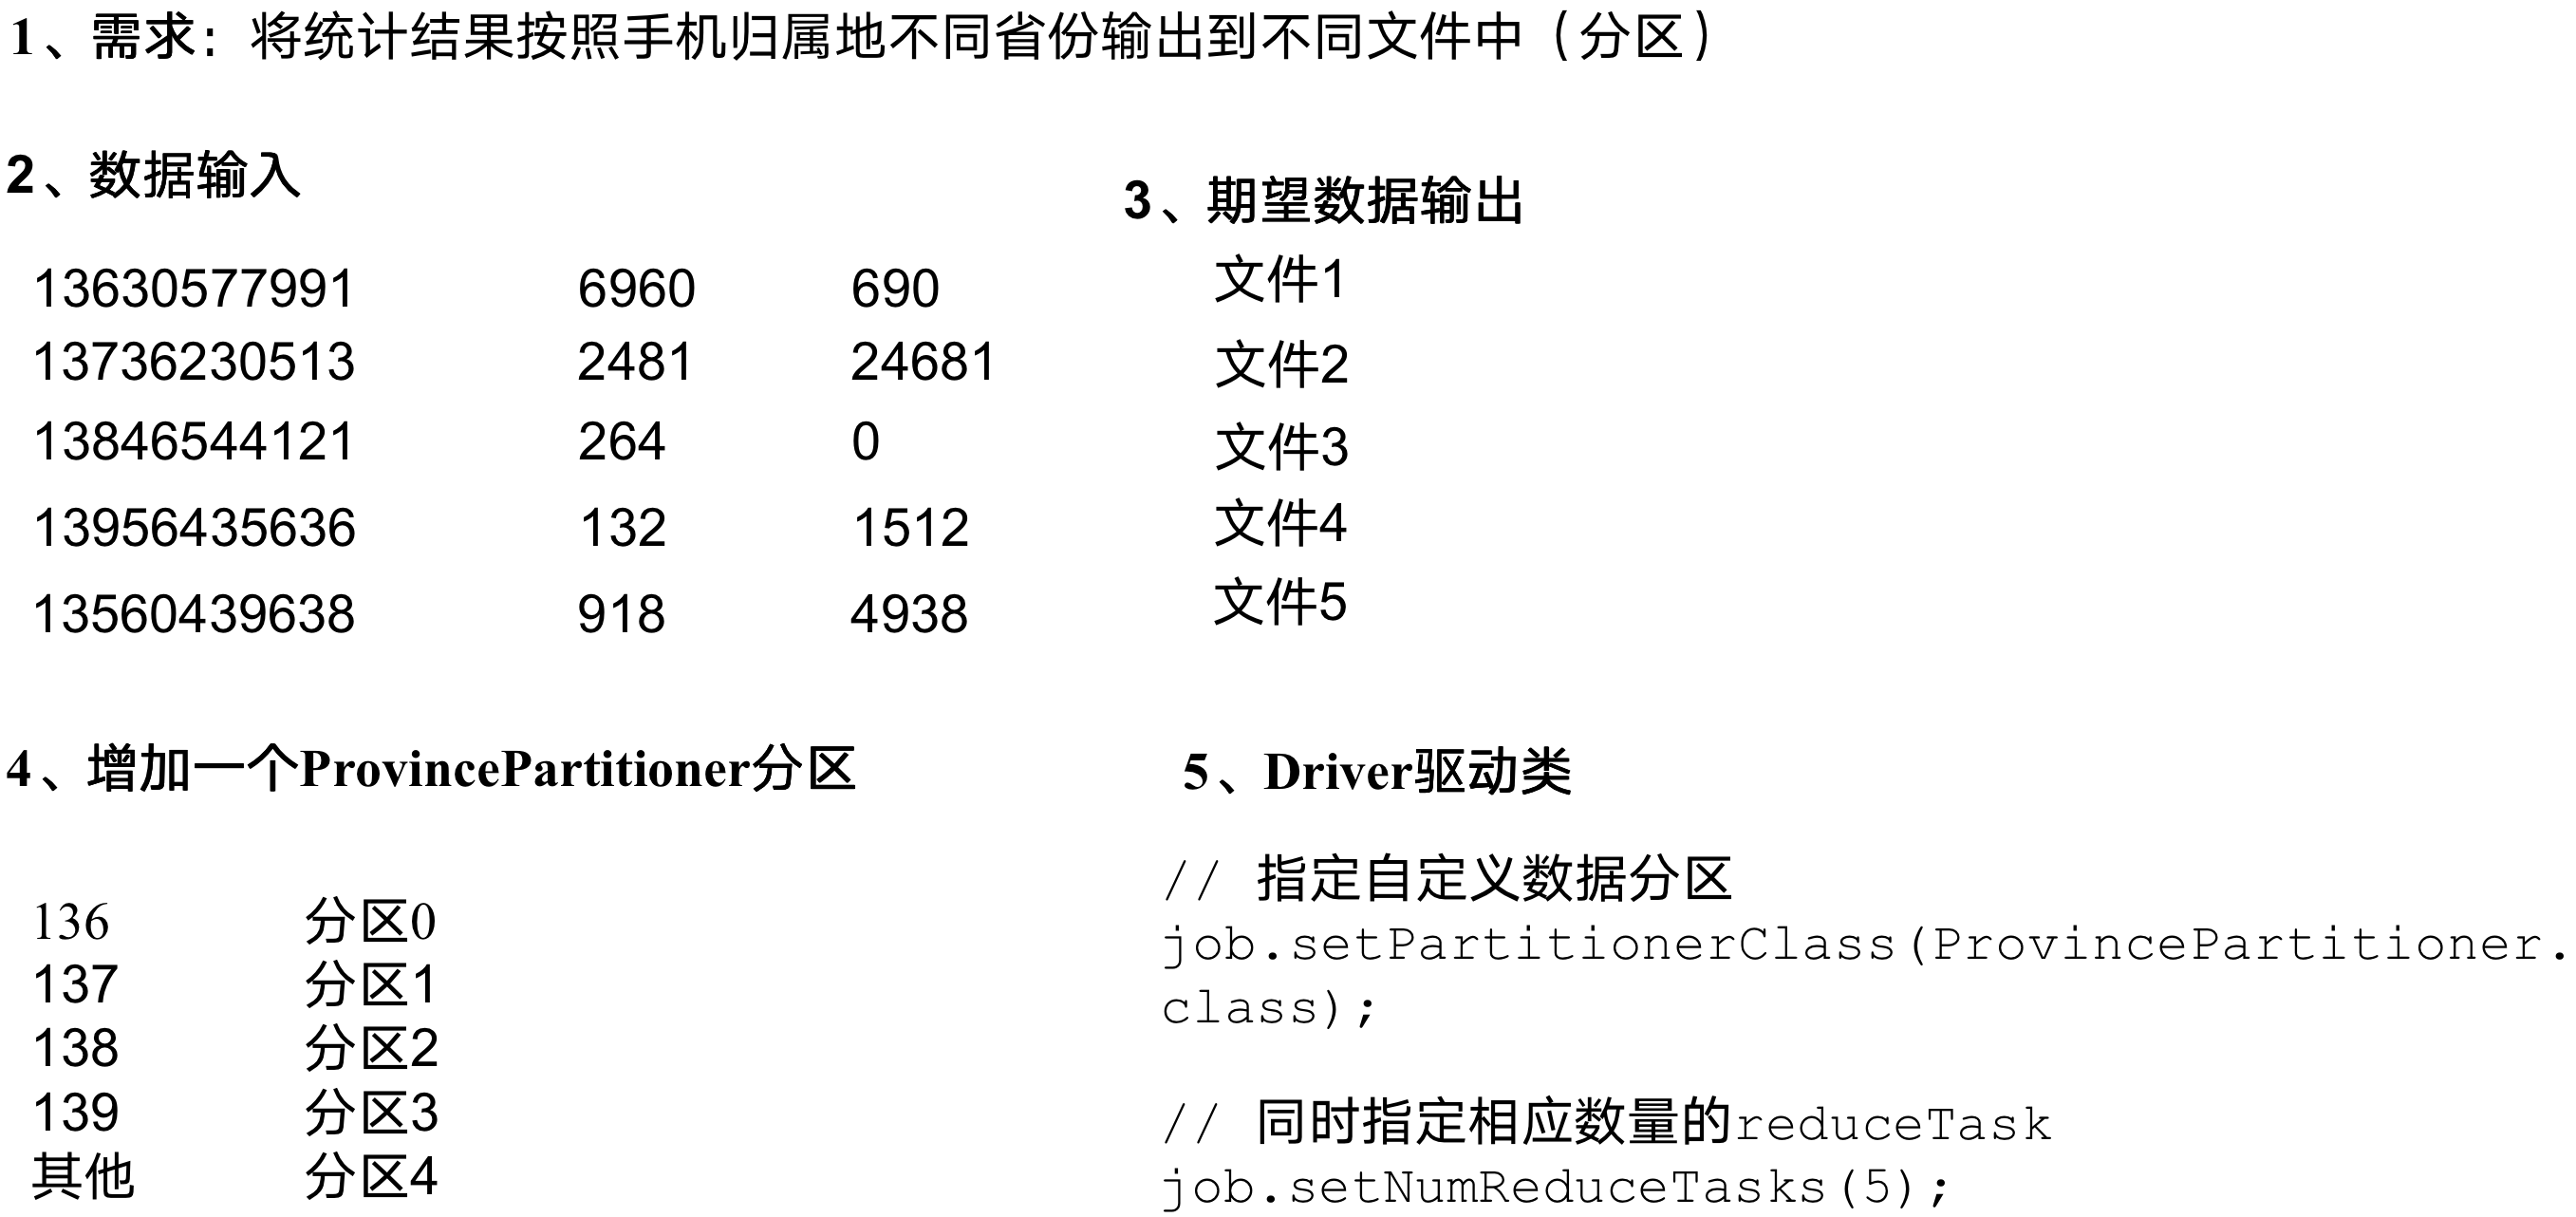 1、需求：将统计结果按照手机归属地不同省份输出到不同文件中（分区）
2、数据输入
13630577991 6960 690
13736230513 2481 24681
13846544121 264 0
13956435636 132 1512
13560439638 918 4938
3、期望数据输出
文件1
文件2
文件3
文件4
文件5
4、增加一个ProvincePartitioner分区
136 分区0
137 分区1
138 分区2
139 分区3
其他 分区4
5、Driver驱动类
// 指定自定义数据分区
job.setPartitionerClass(ProvincePartitioner.
class);
// 同时指定相应数量的reduceTask
job.setNumReduceTasks(5);